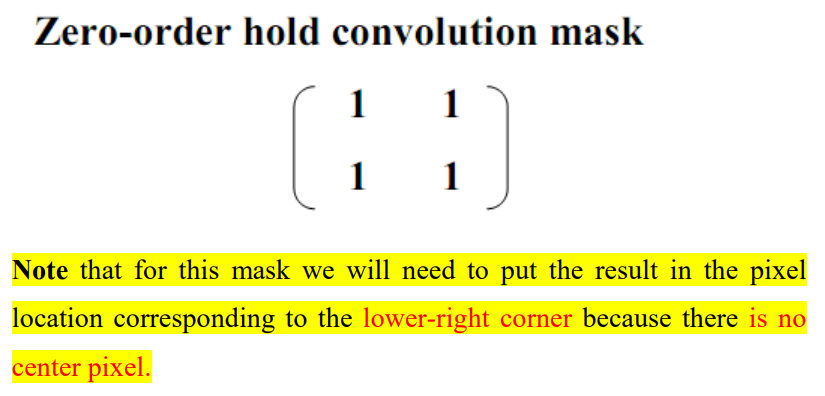 Zero-order hold convolution mask
1 1
1 1
Note that for this mask we will need to put the result in the pixel
location corresponding to the lower-right corner because there is no
center pixel.